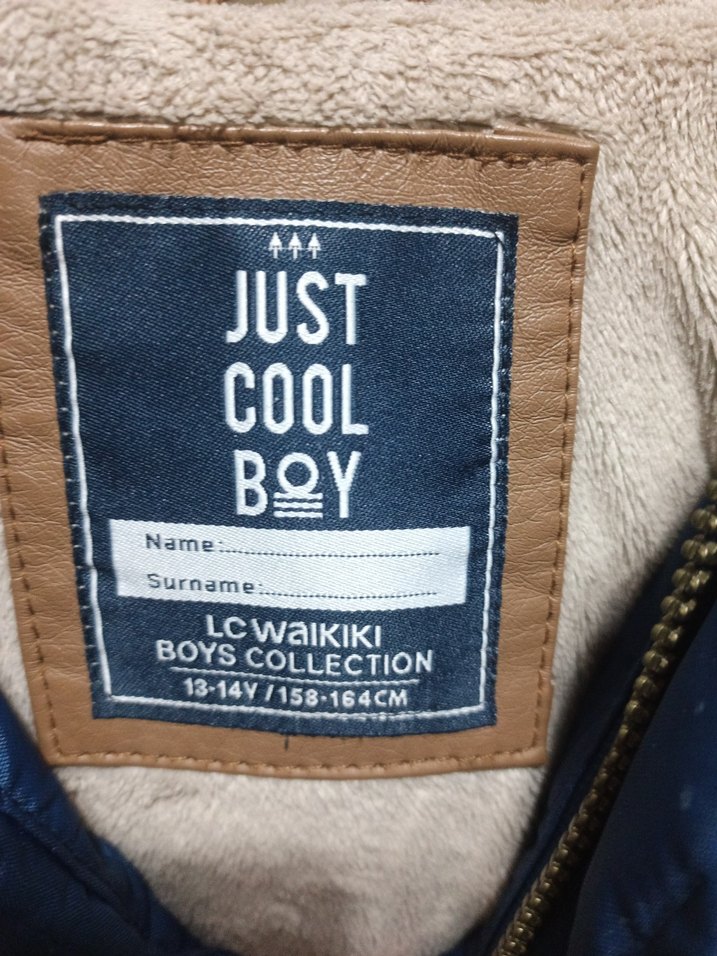 JUST
COOL
BOY
Name:
Surname:
LC WAIKIKI
BOYS COLLECTION
13-14Y / 158-164CM